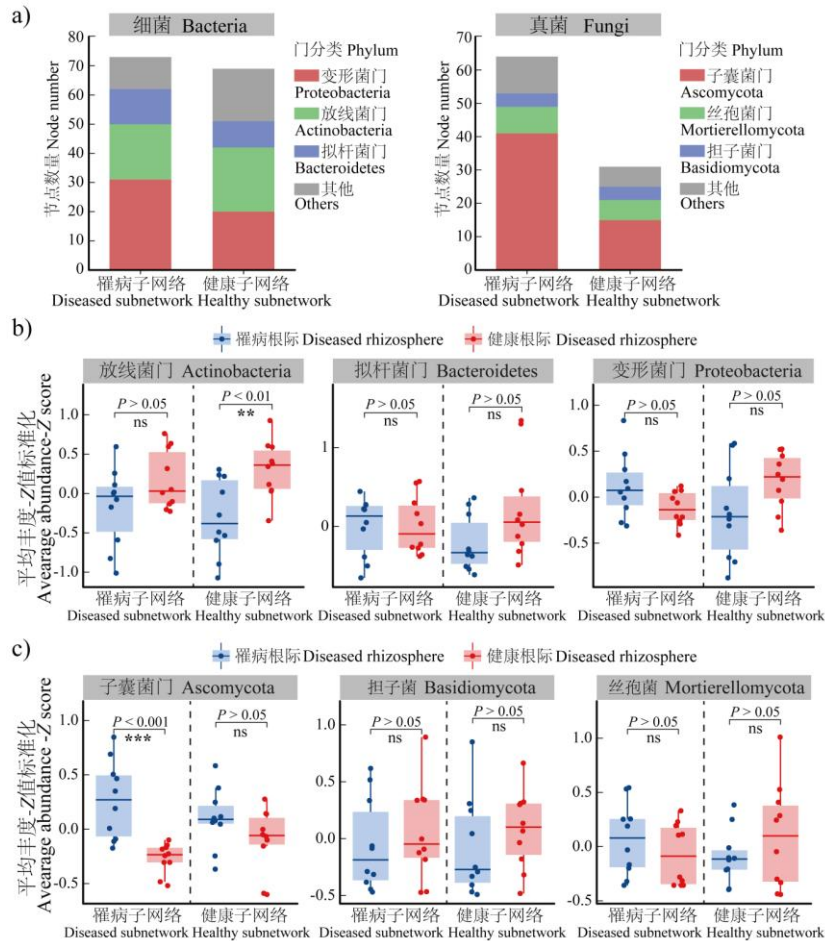 a)
细菌 Bacteria
80
70
60
50
40
30
20
10
0
节点数量 Node number
门分类 Phylum
变形菌门
Proteobacteria
放线菌门
Actinobacteria
拟杆菌门
Bacteroidetes
其他
Others
罹病子网络 健康子网络
Diseased subnetwork Healthy subnetwork
真菌 Fungi
70
60
50
40
30
20
10
0
节点数量 Node number
门分类 Phylum
子囊菌门
Ascomycota
丝孢菌门
Mortierellomycota
担子菌门
Basidiomycota
其他
Others
罹病子网络 健康子网络
Diseased subnetwork Healthy subnetwork
b)
罹病根际 Diseased rhizosphere 健康根际 Diseased rhizosphere
平均丰度-Z值标准化
Avearage abundance-Z score
放线菌门 Actinobacteria
1.0
0.5
0.0
-0.5
-1.0
P > 0.05
ns
P < 0.01
**
罹病子网络 健康子网络
Diseased subnetwork Healthy subnetwork
拟杆菌门 Bacteroidetes
1
0
P > 0.05
ns
P > 0.05
ns
罹病子网络 健康子网络
Diseased subnetwork Healthy subnetwork
变形菌门 Proteobacteria
1.0
0.5
0.0
-0.5
P > 0.05
ns
P > 0.05
ns
罹病子网络 健康子网络
Diseased subnetwork Healthy subnetwork
c)
罹病根际 Diseased rhizosphere 健康根际 Diseased rhizosphere
平均丰度-Z值标准化
Avearage abundance -Z score
子囊菌门 Ascomycota
1.0
0.5
0.0
-0.5
P < 0.001
***
P > 0.05
ns
罹病子网络 健康子网络
Diseased subnetwork Healthy subnetwork
担子菌 Basidiomycota
1.0
0.5
0.0
-0.5
P > 0.05
ns
P > 0.05
ns
罹病子网络 健康子网络
Diseased subnetwork Healthy subnetwork
丝孢菌 Mortierellomycota
1.0
0.5
0.0
-0.5
P > 0.05
ns
P > 0.05
ns
罹病子网络 健康子网络
Diseased subnetwork Healthy subnetwork